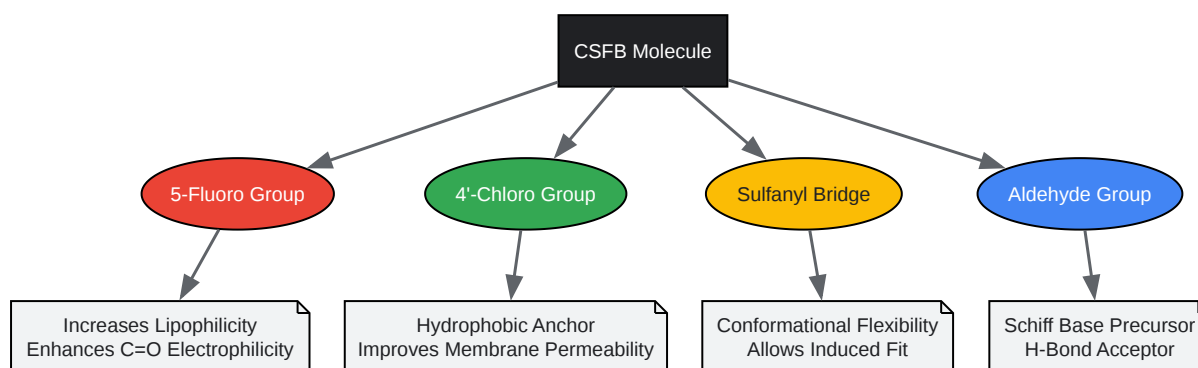 CSFB Molecule
5-Fluoro Group
4'-Chloro Group
Sulfanyl Bridge
Aldehyde Group
Increases Lipophilicity
Enhances C=O Electrophilicity
Hydrophobic Anchor
Improves Membrane Permeability
Conformational Flexibility
Allows Induced Fit
Schiff Base Precursor
H-Bond Acceptor